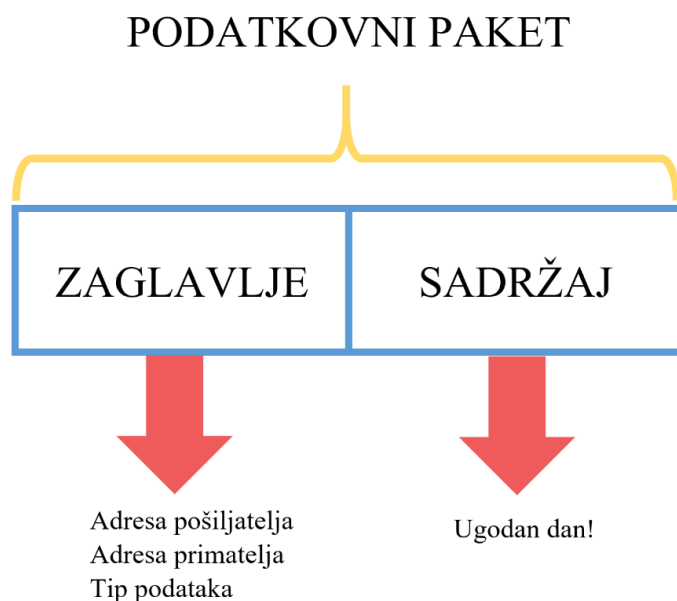 PODATKOVNI PAKET
ZAGLAVLJE
SADRŽAJ
Adresa pošiljatelja
Adresa primatelja
Tip podataka
Ugodan dan!